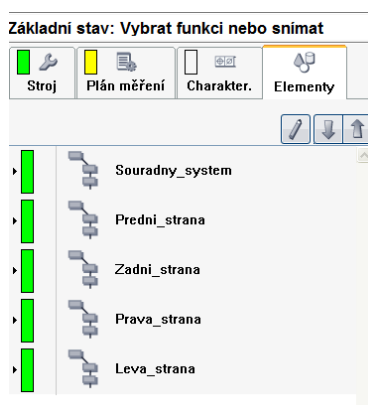 Základní stav: Vybrat funkci nebo snímat
Stroj Plán měření Charakter. Elementy
Souradny_system
Predni_strana
Zadni_strana
Prava_strana
Leva_strana